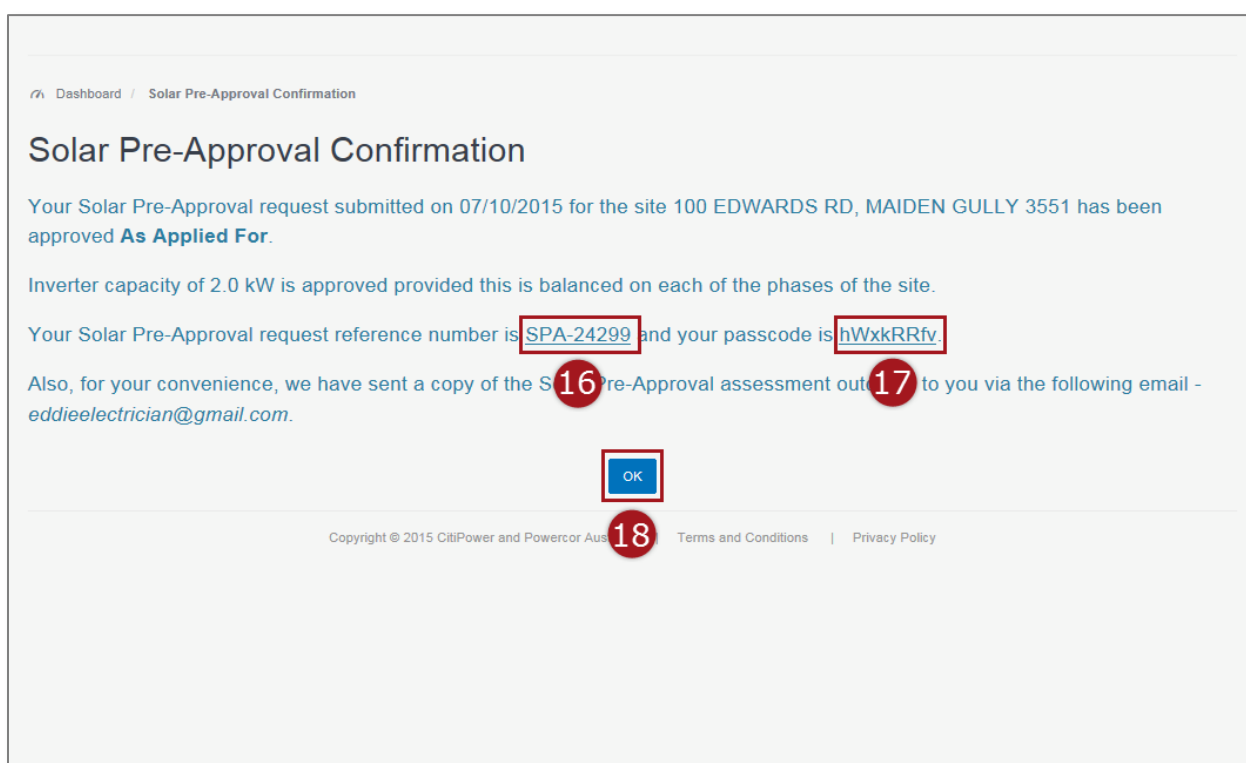 Dashboard / Solar Pre-Approval Confirmation
Solar Pre-Approval Confirmation
Your Solar Pre-Approval request submitted on 07/10/2015 for the site 100 EDWARDS RD, MAIDEN GULLY 3551 has been
approved As Applied For.
Inverter capacity of 2.0 kW is approved provided this is balanced on each of the phases of the site.
Your Solar Pre-Approval request reference number is SPA-24299 and your passcode is hWxkRRfv.
16 17
Also, for your convenience, we have sent a copy of the S Pre-Approval assessment out to you via the following email -
eddieelectrician@gmail.com.
OK
18
Copyright © 2015 CitiPower and Powercor Aus | Terms and Conditions | Privacy Policy